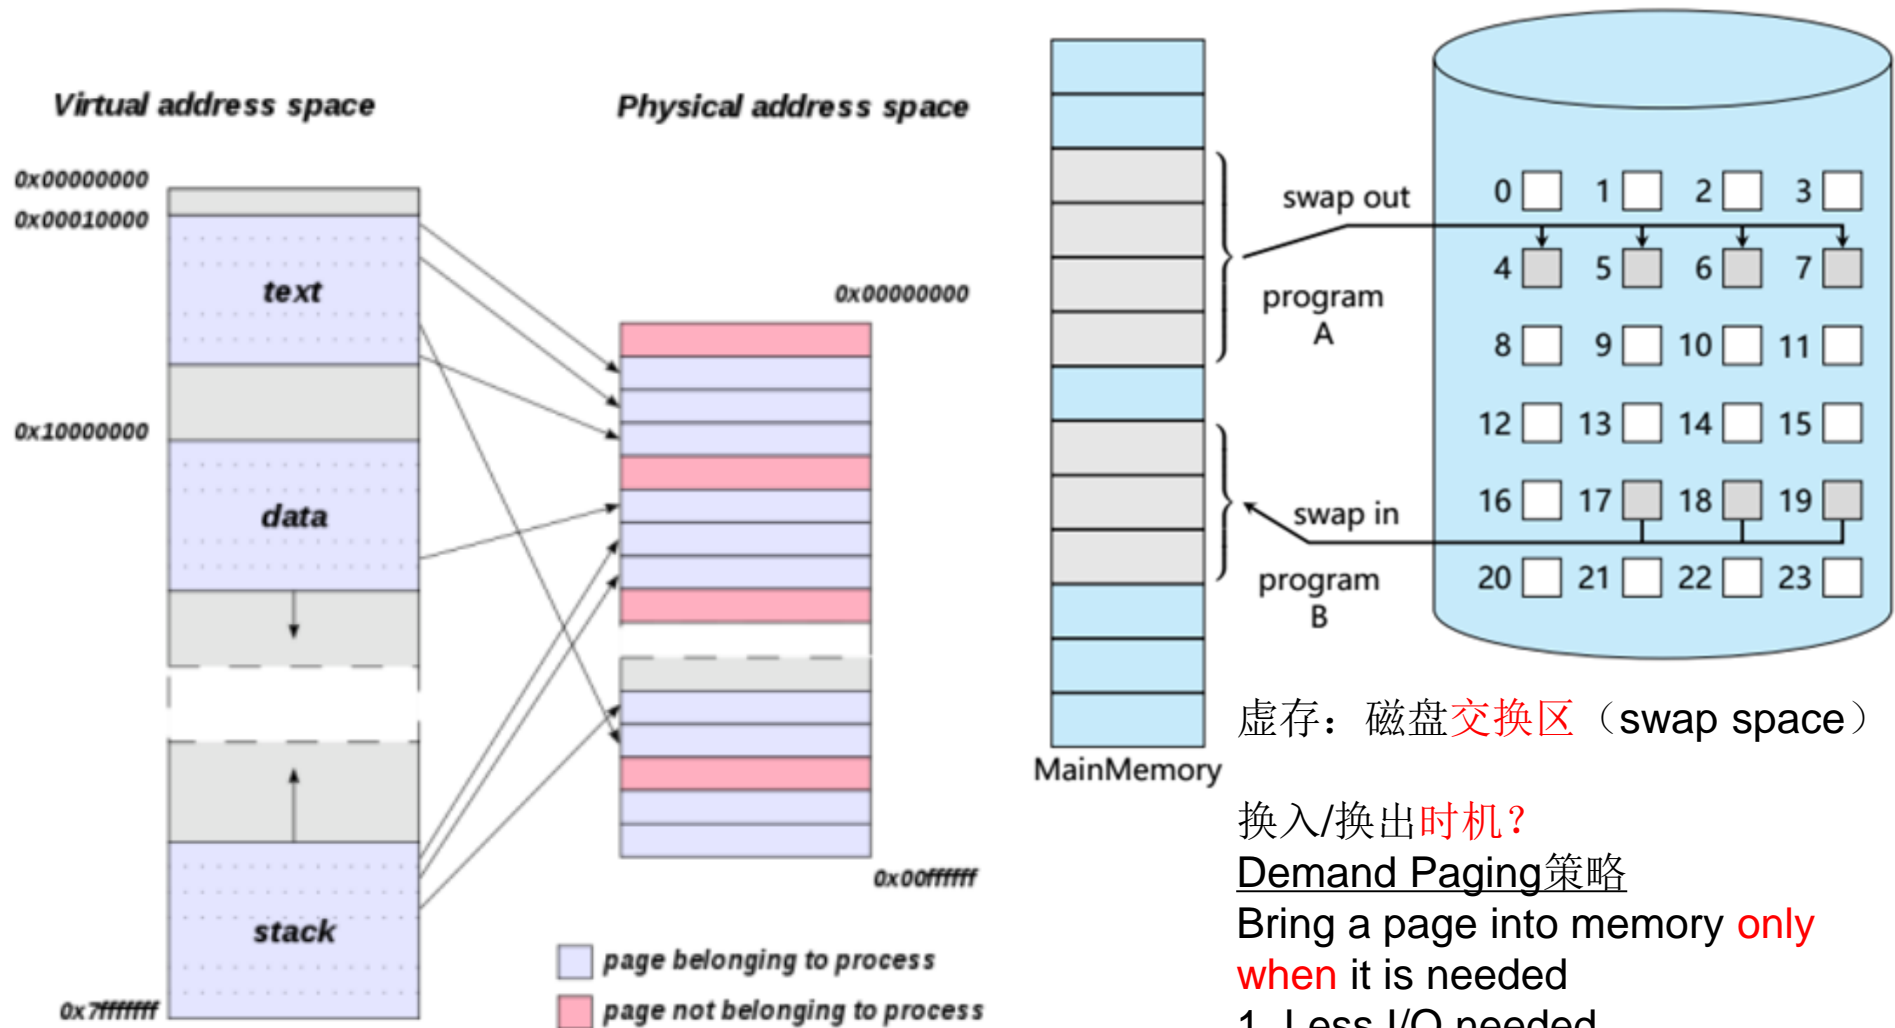 Virtual address space
0x00000000
0x00010000
text
0x10000000
data
stack
0x7fffffff
Physical address space
0x00000000
0x00ffffff
page belonging to process
page not belonging to process
MainMemory
swap out
program
A
swap in
program
B
0 1 2 3
4 5 6 7
8 9 10 11
12 13 14 15
16 17 18 19
20 21 22 23
虚存：磁盘交换区（swap space）
换入/换出时机？
Demand Paging策略
Bring a page into memory only
when it is needed
1. Less I/O needed